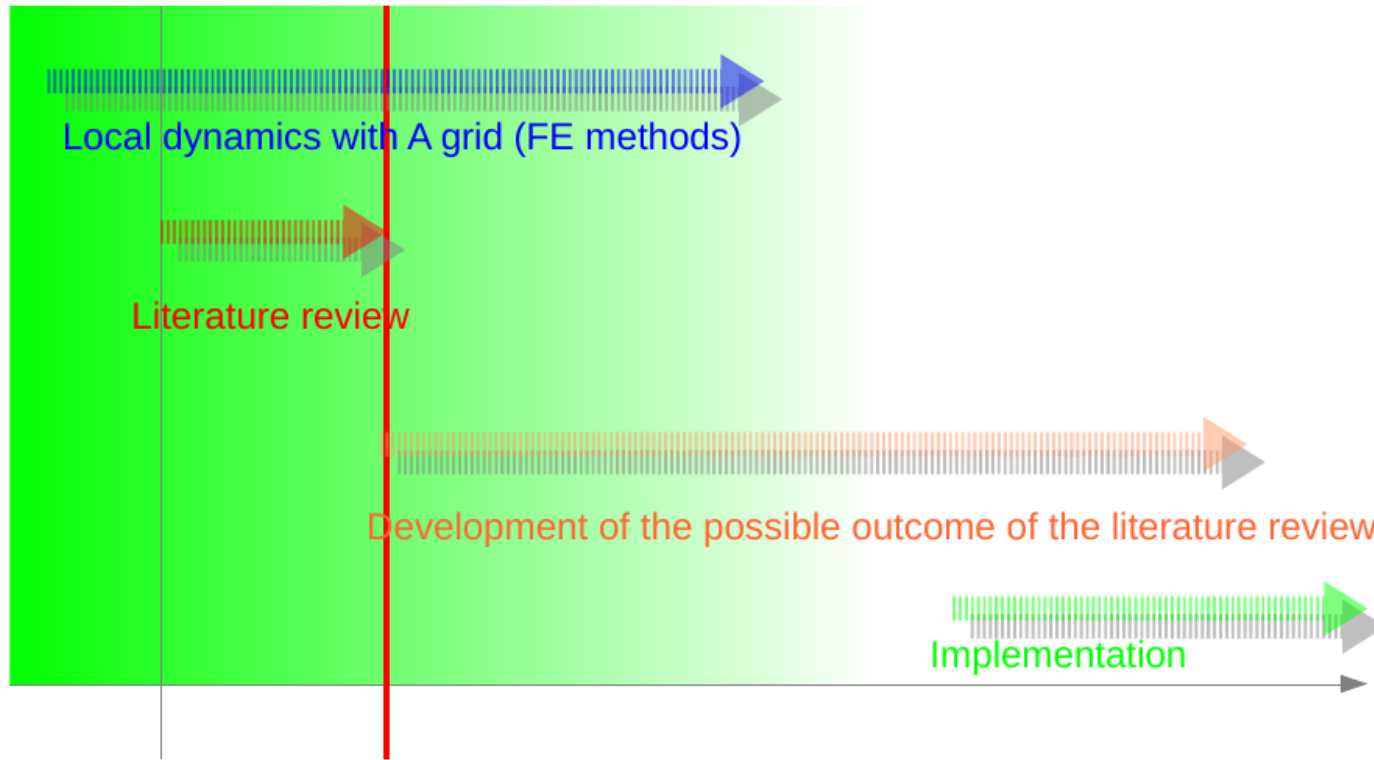 Local dynamics with A grid (FE methods)
Literature review
Development of the possible outcome of the literature review
Implementation